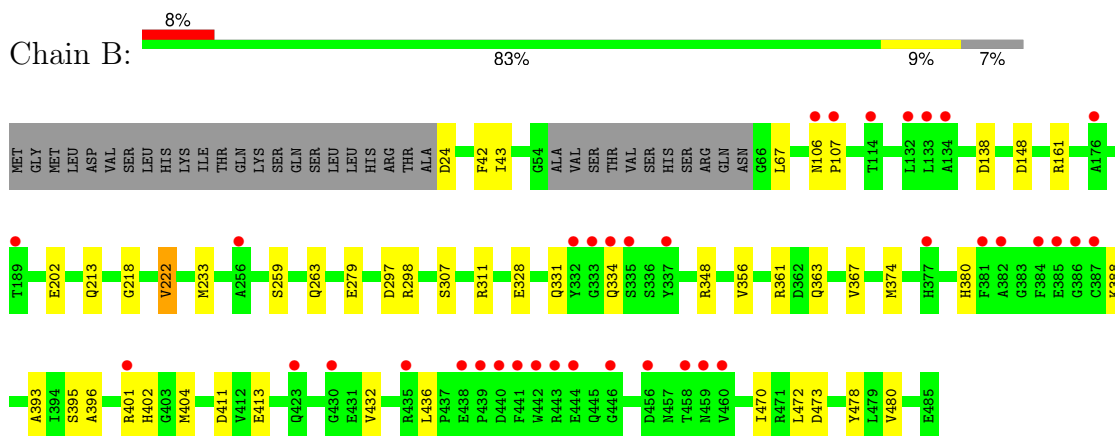 8%
Chain B:
83% 9% 7%
MET GLY MET LEU ASP VAL SER LEU HIS LYS ILE THR GLN LYS SER GLN SER LEU LEU HIS ARG THR ALA D24 F42 I43 G54 ALA VAL SER THR VAL SER HIS SER ARG GLN ASN G66 L67 N106 P107 T114 L132 L133 A134 D138 D148 R161 A176
T189 E202 Q213 G218 V222 M233 A256 S259 Q263 E279 D297 R298 S307 R311 E328 Q331 Y332 G333 Q334 S335 S336 Y337 R348 V356 R361 D362 Q363 V367 M374 H377 H380 F381 A382 G383 F384 E385 G386 C387 K388
A393 I394 S395 A396 R401 H402 G403 M404 D411 V412 E413 Q423 G430 E431 V432 R435 L436 P437 E438 P439 D440 F441 W442 R443 E444 Q445 G446 D456 N457 T458 N459 V460 I470 R471 L472 D473 Y478 L479 V480 E485